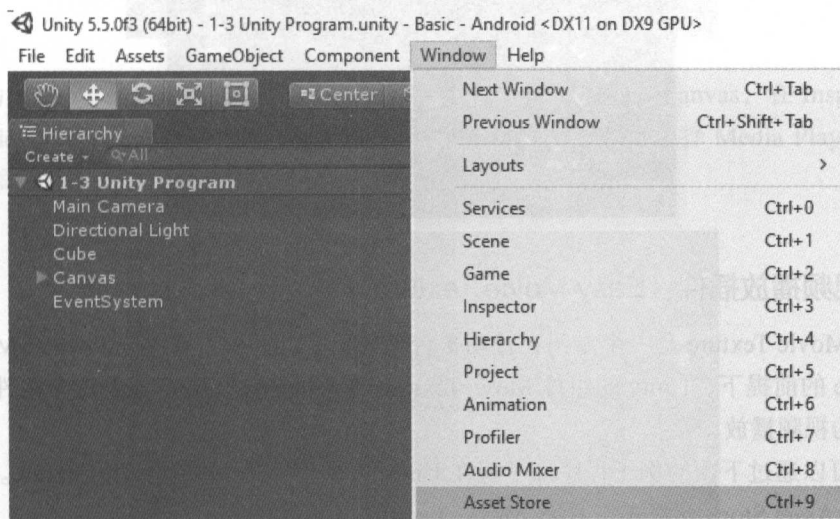 Unity 5.5.0f3 (64bit) - 1-3 Unity Program.unity - Basic - Android <DX11 on DX9 GPU>
File Edit Assets GameObject Component Window Help
Center
Next Window Ctrl+Tab
Previous Window Ctrl+Shift+Tab
Layouts
Services Ctrl+0
Scene Ctrl+1
Game Ctrl+2
Inspector Ctrl+3
Hierarchy Ctrl+4
Project Ctrl+5
Animation Ctrl+6
Profiler Ctrl+7
Audio Mixer Ctrl+8
Asset Store Ctrl+9
Hierarchy
Create All
1-3 Unity Program
Main Camera
Directional Light
Cube
Canvas
EventSystem